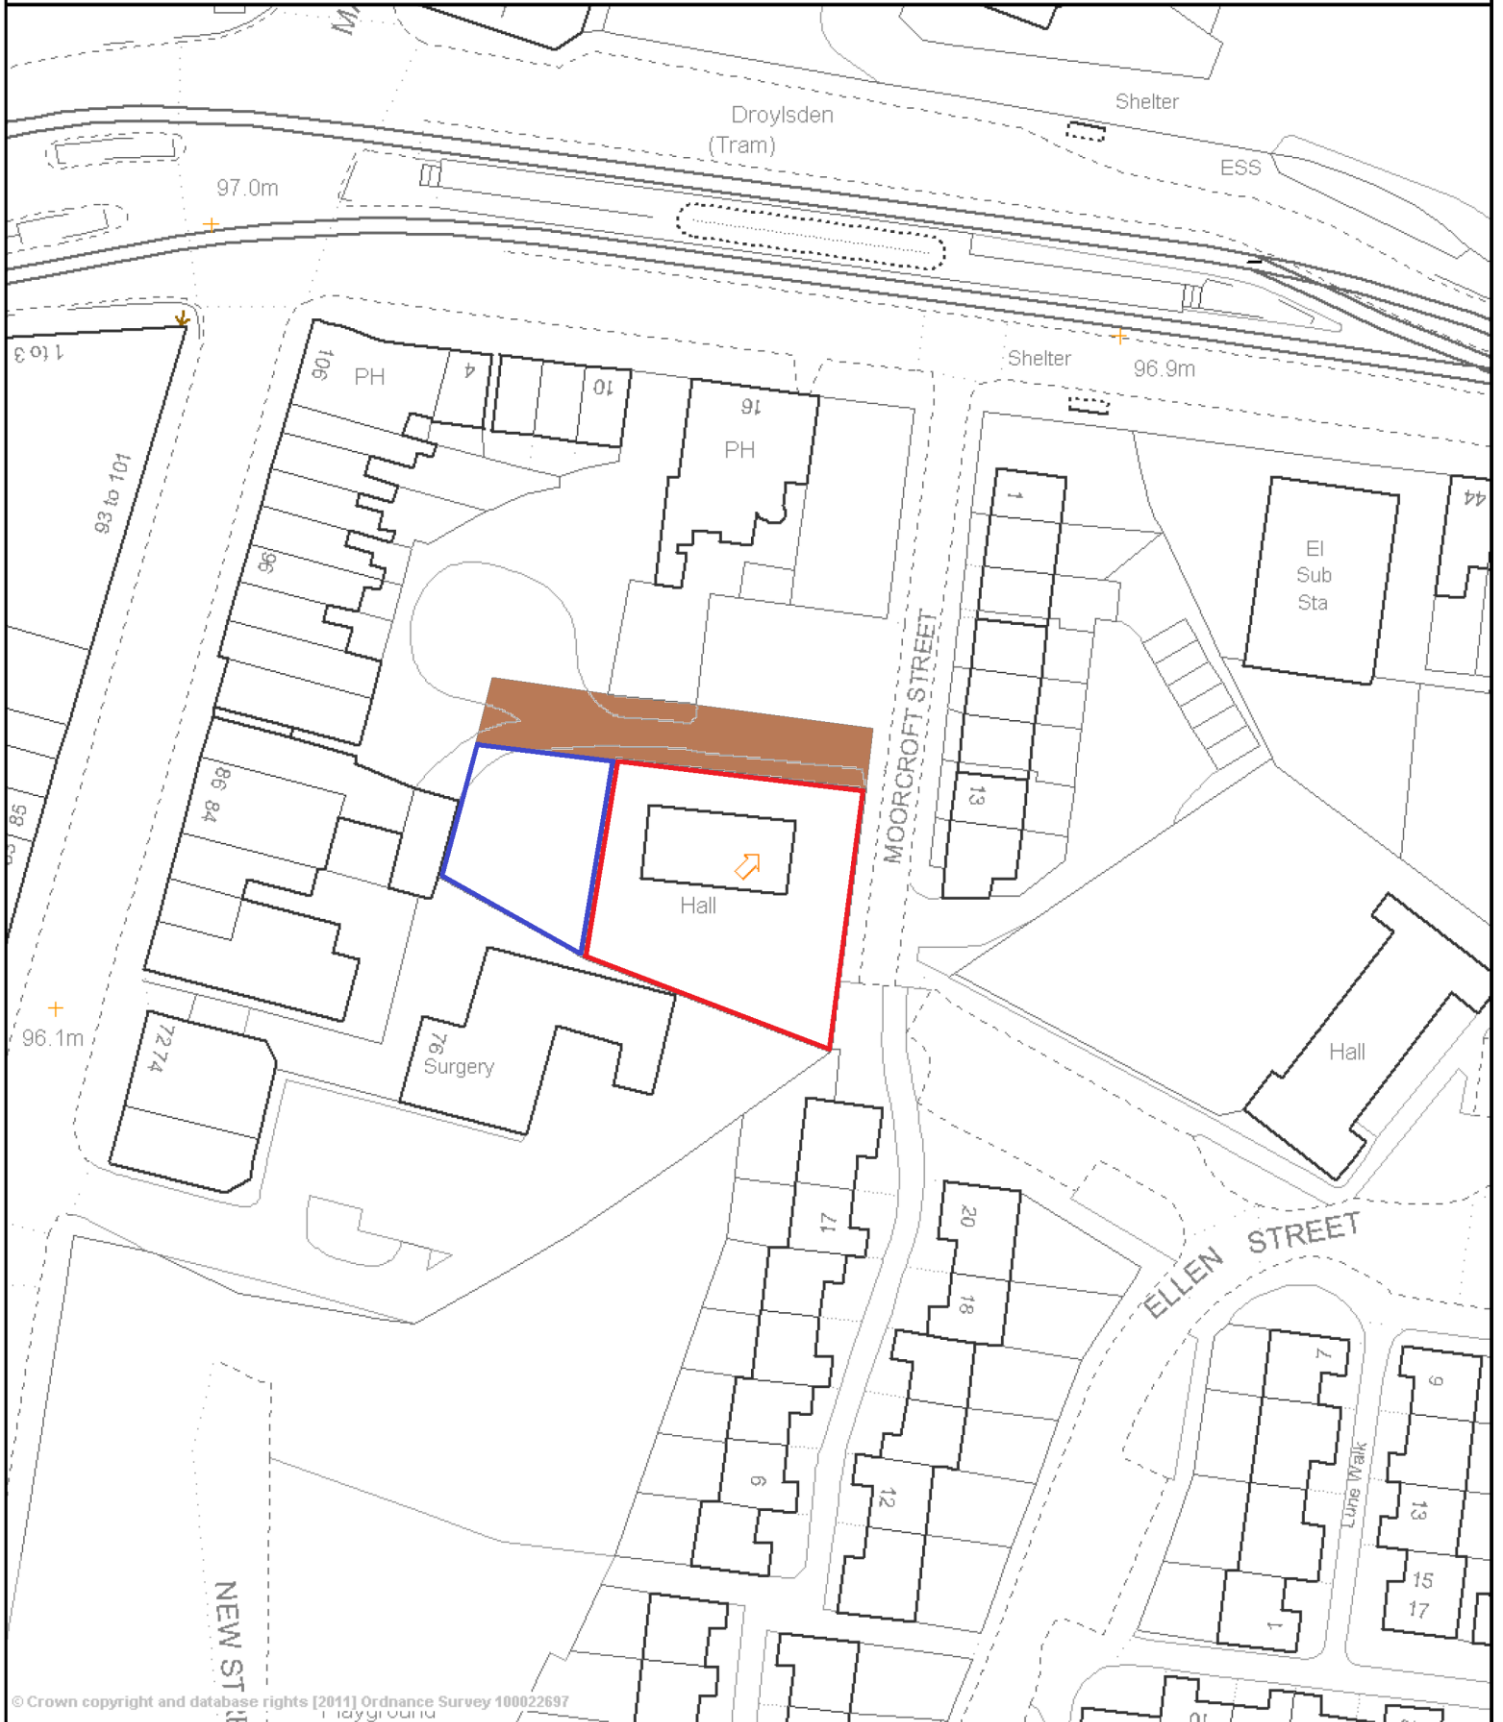 Droylsden
(Tram)
Shelter
ESS
97.0m
1 to 3
106
PH
4
10
16
PH
Shelter
96.9m
44
93 to 101
96
1
El
Sub
Sta
MOORCROFT STREET
86 84
85
13
Hall
96.1m
72 74
76
Surgery
Hall
17
20
18
ELLEN STREET
7
9
6
12
Lune Walk
13
15
17
1
NEW ST
© Crown copyright and database rights [2011] Ordnance Survey 100022697
Playground